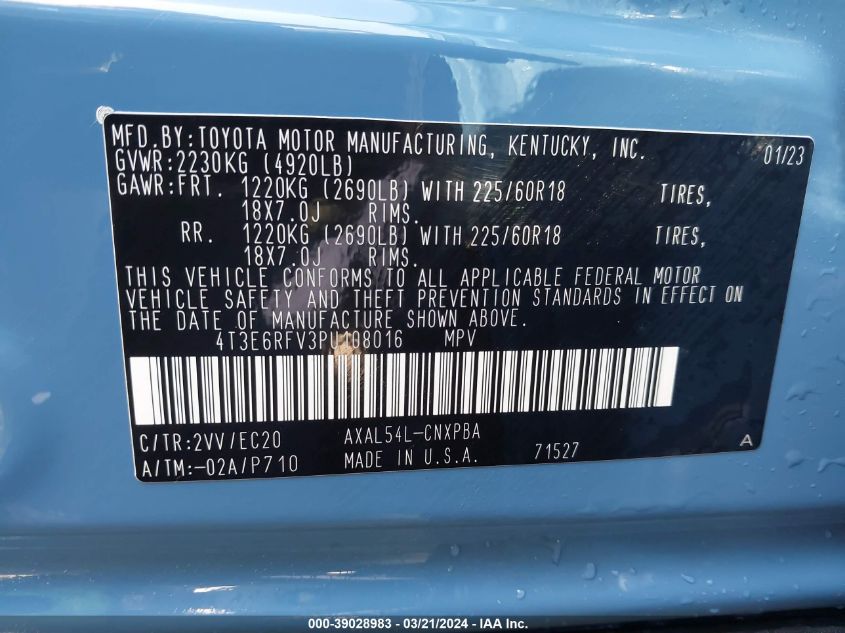 MFD.BY:TOYOTA MOTOR MANUFACTURING, KENTUCKY, INC. 01/23
GVWR:2230KG (4920LB)
GAWR:FRT. 1220KG (2690LB) WITH 225/60R18 TIRES,
18X7.0J RIMS.
RR. 1220KG (2690LB) WITH 225/60R18 TIRES,
18X7.0J RIMS.
THIS VEHICLE CONFORMS TO ALL APPLICABLE FEDERAL MOTOR
VEHICLE SAFETY AND THEFT PREVENTION STANDARDS IN EFFECT ON
THE DATE OF MANUFACTURE SHOWN ABOVE.
MPV
C/TR:2VV/EC20 AXAL54L-CNXPBA
A/TM:-02A/P710 MADE IN U.S.A. 71527 A
000-39028983 - 03/21/2024 - IAA Inc.